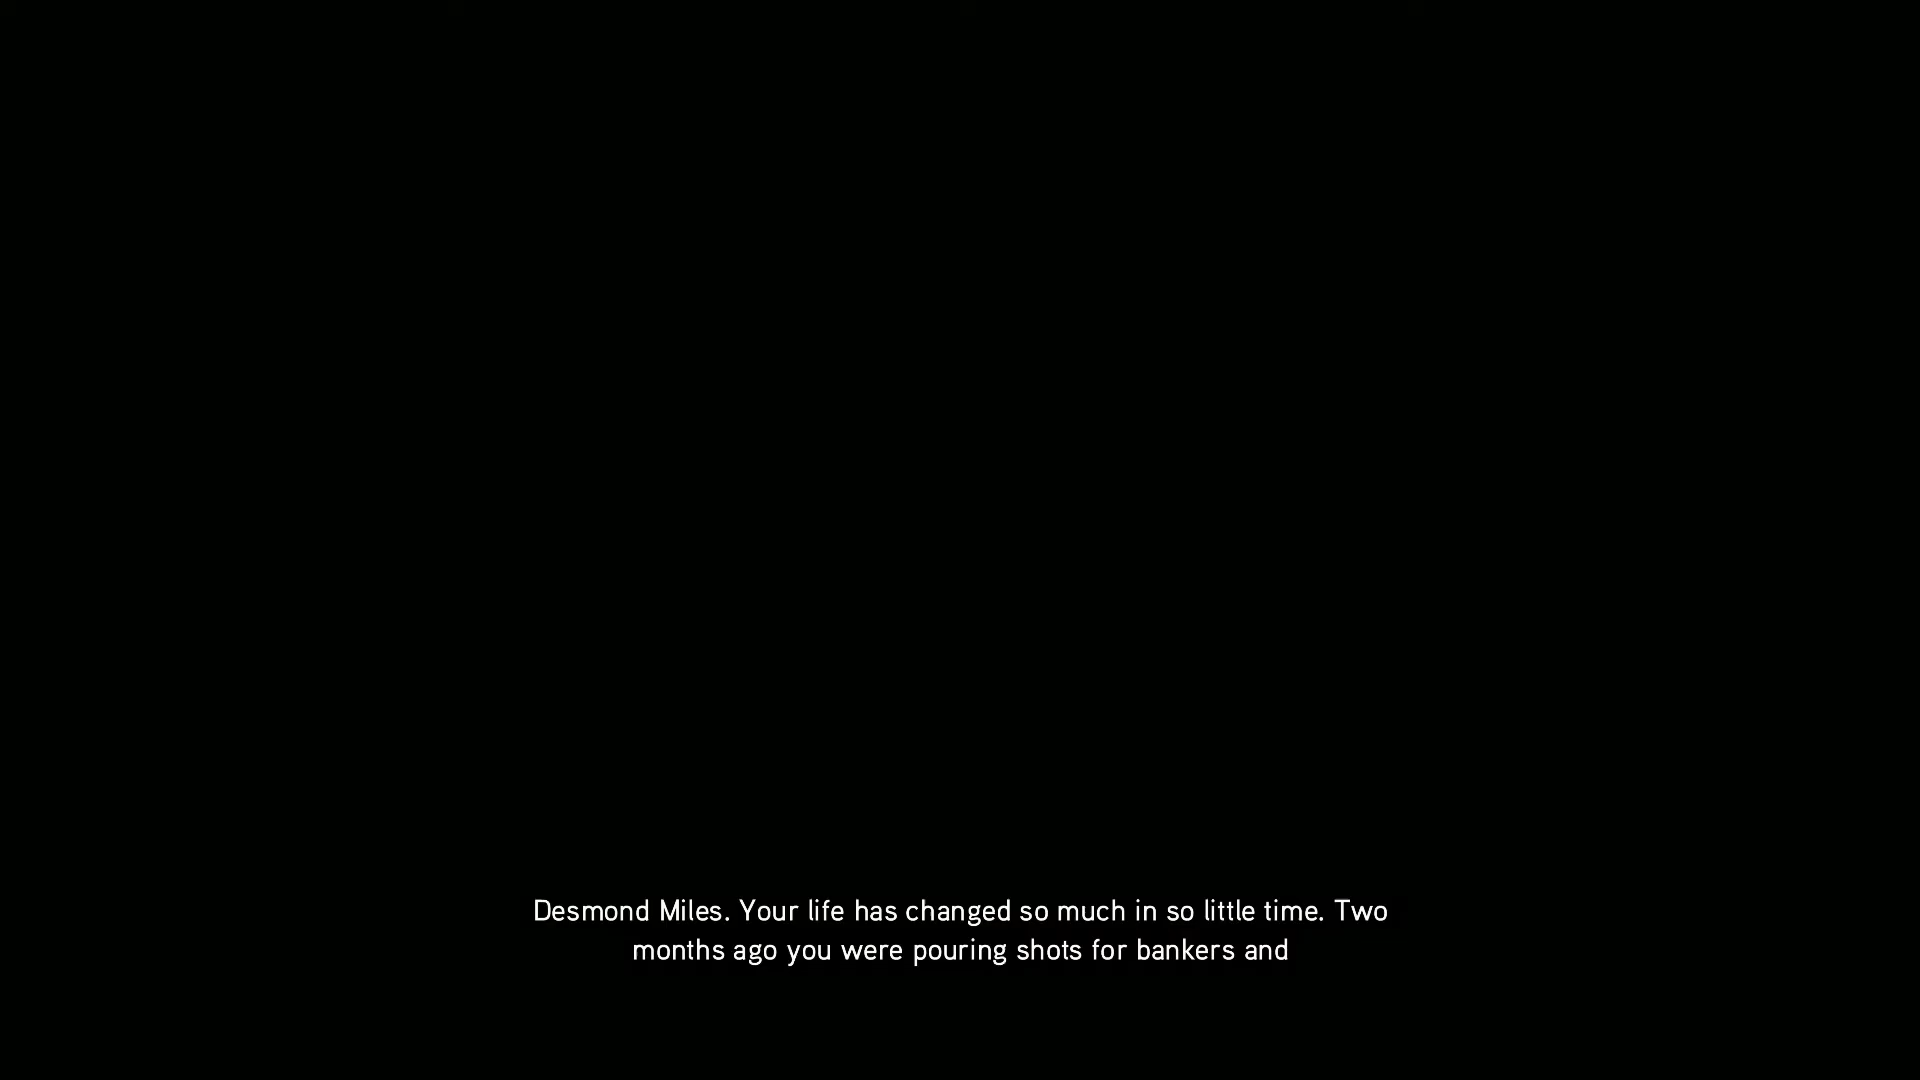 Desmond Miles. Your life has changed so much in so little time. Two
months ago you were pouring shots for bankers and